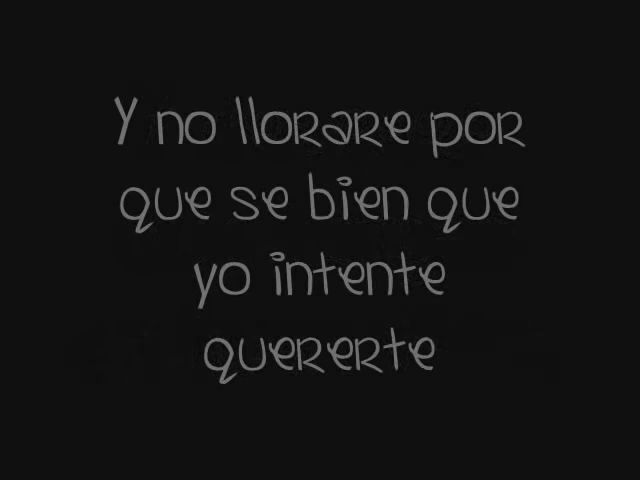 Y no llorare por
que se bien que
yo intente
quererte